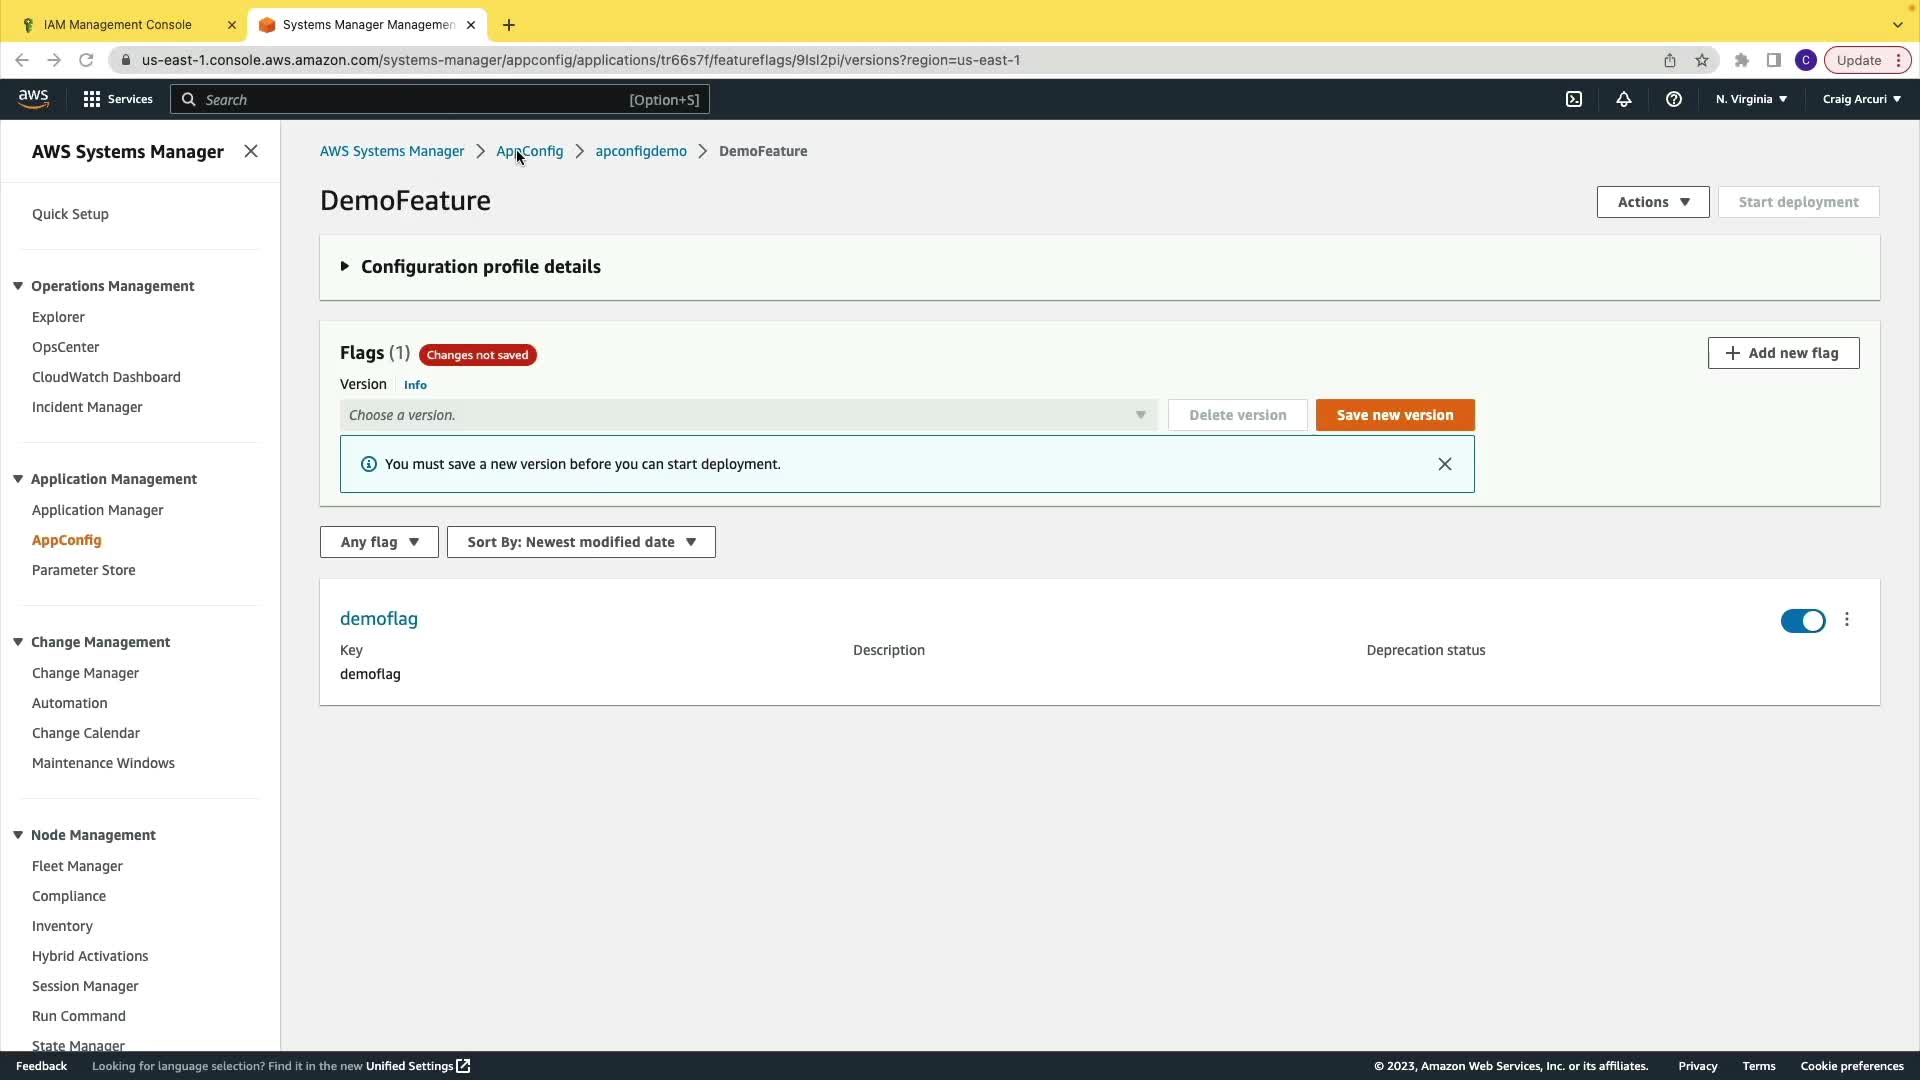 IAM Management Console
Systems Manager Managemen
us-east-1.console.aws.amazon.com/systems-manager/appconfig/applications/tr66s7f/featureflags/9lsl2pi/versions?region=us-east-1
C
Update
aws
Services
Search
[Option+S]
N. Virginia
Craig Arcuri
AWS Systems Manager
Quick Setup
Operations Management
Explorer
OpsCenter
CloudWatch Dashboard
Incident Manager
Application Management
Application Manager
AppConfig
Parameter Store
Change Management
Change Manager
Automation
Change Calendar
Maintenance Windows
Node Management
Fleet Manager
Compliance
Inventory
Hybrid Activations
Session Manager
Run Command
State Manager
AWS Systems Manager > AppConfig > apconfigdemo > DemoFeature
DemoFeature
Actions
Start deployment
Configuration profile details
Flags (1) Changes not saved
Add new flag
Version Info
Choose a version.
Delete version
Save new version
You must save a new version before you can start deployment.
Any flag
Sort By: Newest modified date
demoflag
Key
Description
Deprecation status
demoflag
Feedback
Looking for language selection? Find it in the new Unified Settings
© 2023, Amazon Web Services, Inc. or its affiliates.
Privacy
Terms
Cookie preferences